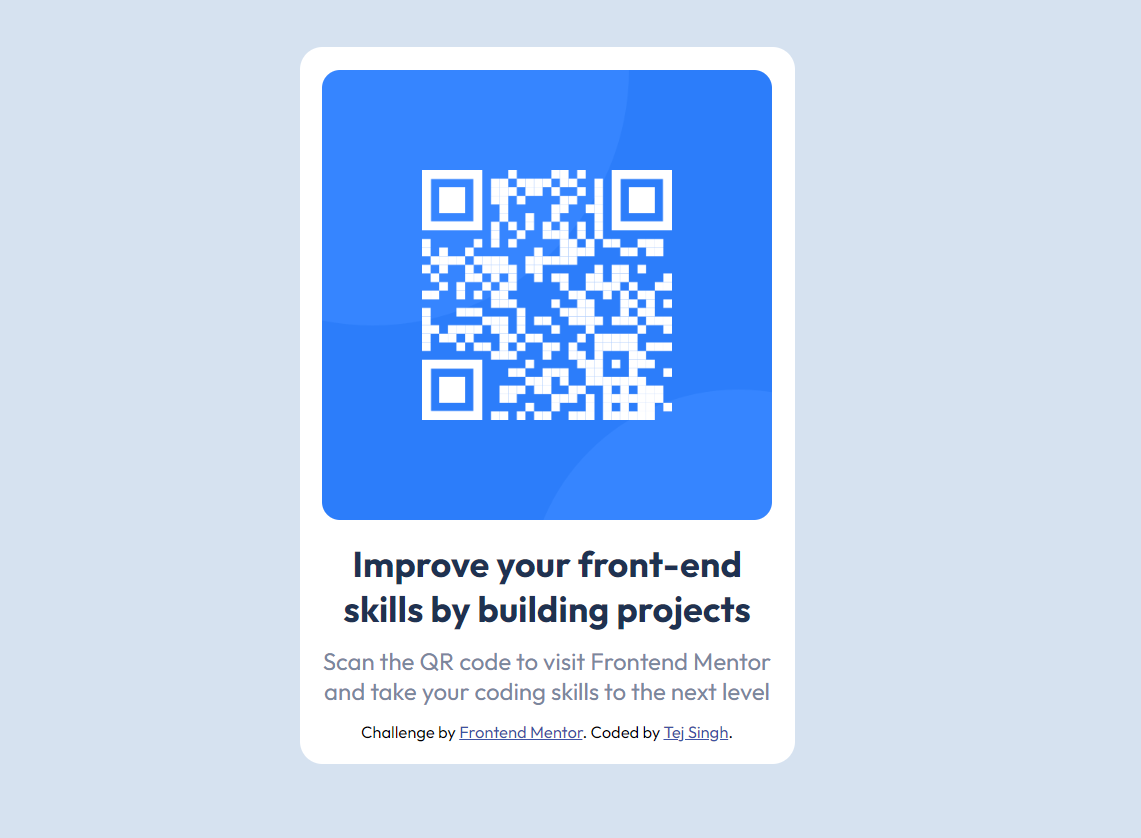 Improve your front-end
skills by building projects
Scan the QR code to visit Frontend Mentor
and take your coding skills to the next level
Challenge by Frontend Mentor. Coded by Tej Singh.